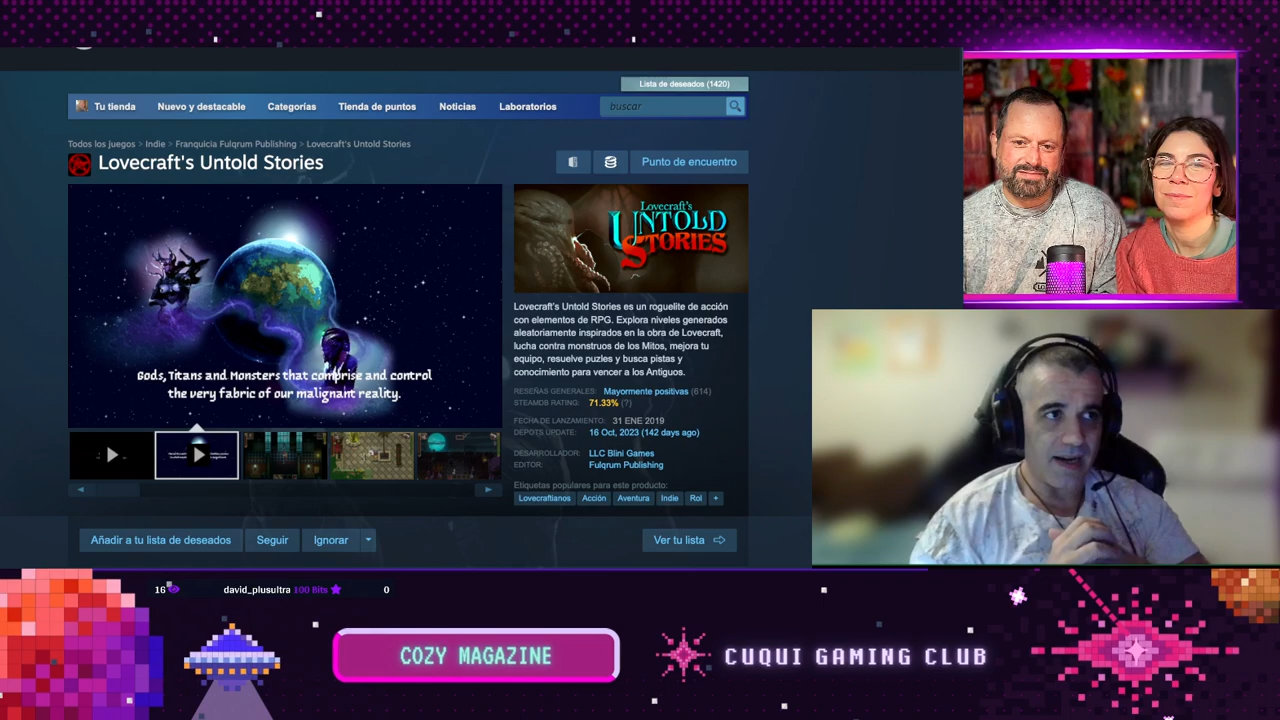 Lista de deseados (1420)
Tu tienda Nuevo y destacable Categorías Tienda de puntos Noticias Laboratorios buscar
Todos los juegos > Indie > Franquicia Fulqrum Publishing > Lovecraft's Untold Stories
Lovecraft's Untold Stories
Punto de encuentro
Gods, Titans and Monsters that comprise and control
the very fabric of our malignant reality.
Lovecraft's
UNTOLD
STORIES
Lovecraft's Untold Stories es un roguelite de acción
con elementos de RPG. Explora niveles generados
aleatoriamente inspirados en la obra de Lovecraft,
lucha contra monstruos de los Mitos, mejora tu
equipo, resuelve puzles y busca pistas y
conocimiento para vencer a los Antiguos.
RESEÑAS GENERALES: Mayormente positivas (614)
STEAMDB RATING: 71.33% (?)
FECHA DE LANZAMIENTO: 31 ENE 2019
DEPOTS UPDATE: 16 Oct, 2023 (142 days ago)
DESARROLLADOR: LLC Blini Games
EDITOR: Fulqrum Publishing
Etiquetas populares para este producto:
Lovecraftianos Acción Aventura Indie Rol +
Añadir a tu lista de deseados Seguir Ignorar Ver tu lista
16 david_plusultra 100 Bits 0
COZY MAGAZINE
CUQUI GAMING CLUB